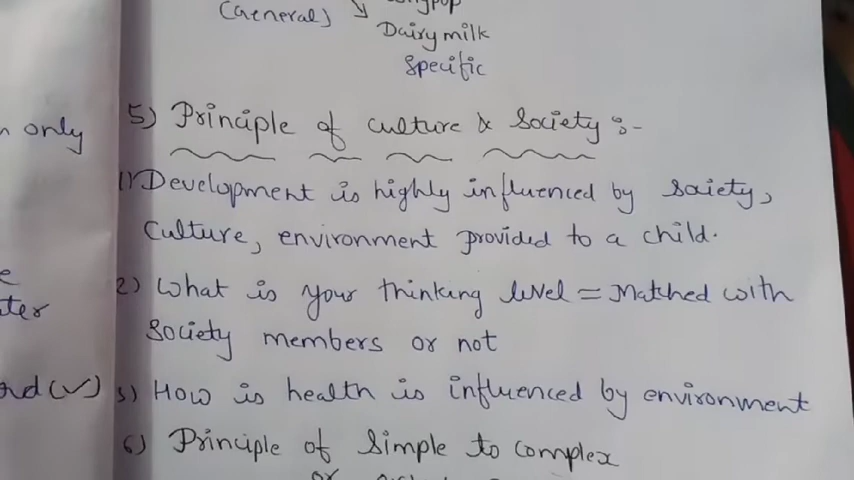 (General)
Dairy milk
Specific
n only
5) Principle of culture & Society :-
1) Development is highly influenced by Saiety,
Culture, environment provided to a child.
2) What is your thinking level = Matched with
Society members or not
3) How is health is influenced by environment
6) Principle of Simple to complex
or